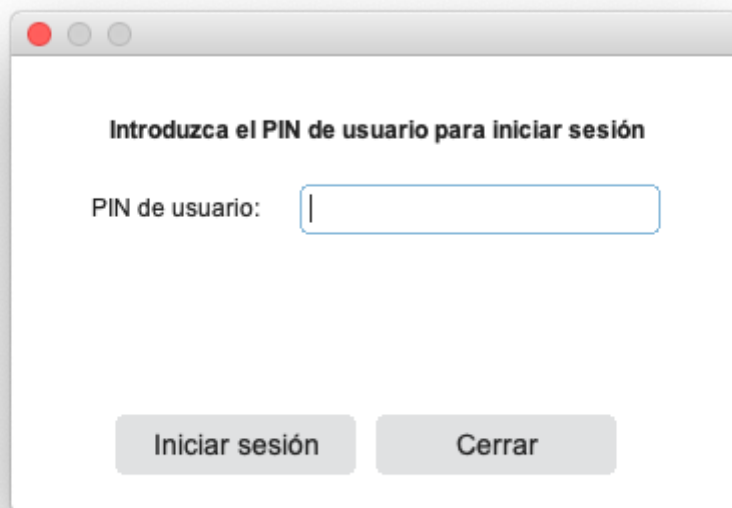 Introduzca el PIN de usuario para iniciar sesión
PIN de usuario:
Iniciar sesión
Cerrar